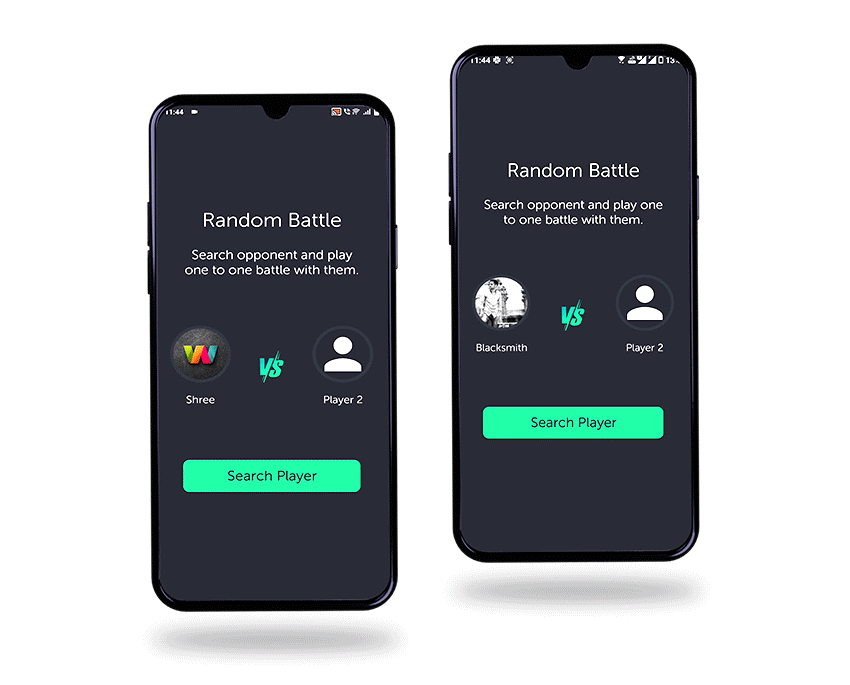 11:44
Random Battle
Search opponent and play
one to one battle with them.
VS
Shree
Player 2
Search Player
11:44
Random Battle
Search opponent and play one
to one battle with them.
VS
Blacksmith
Player 2
Search Player